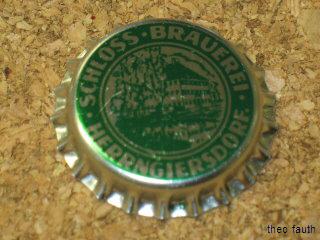 · SCHLOSS · BRAUEREI ·
HERRNGIERSDORF
theo fauth